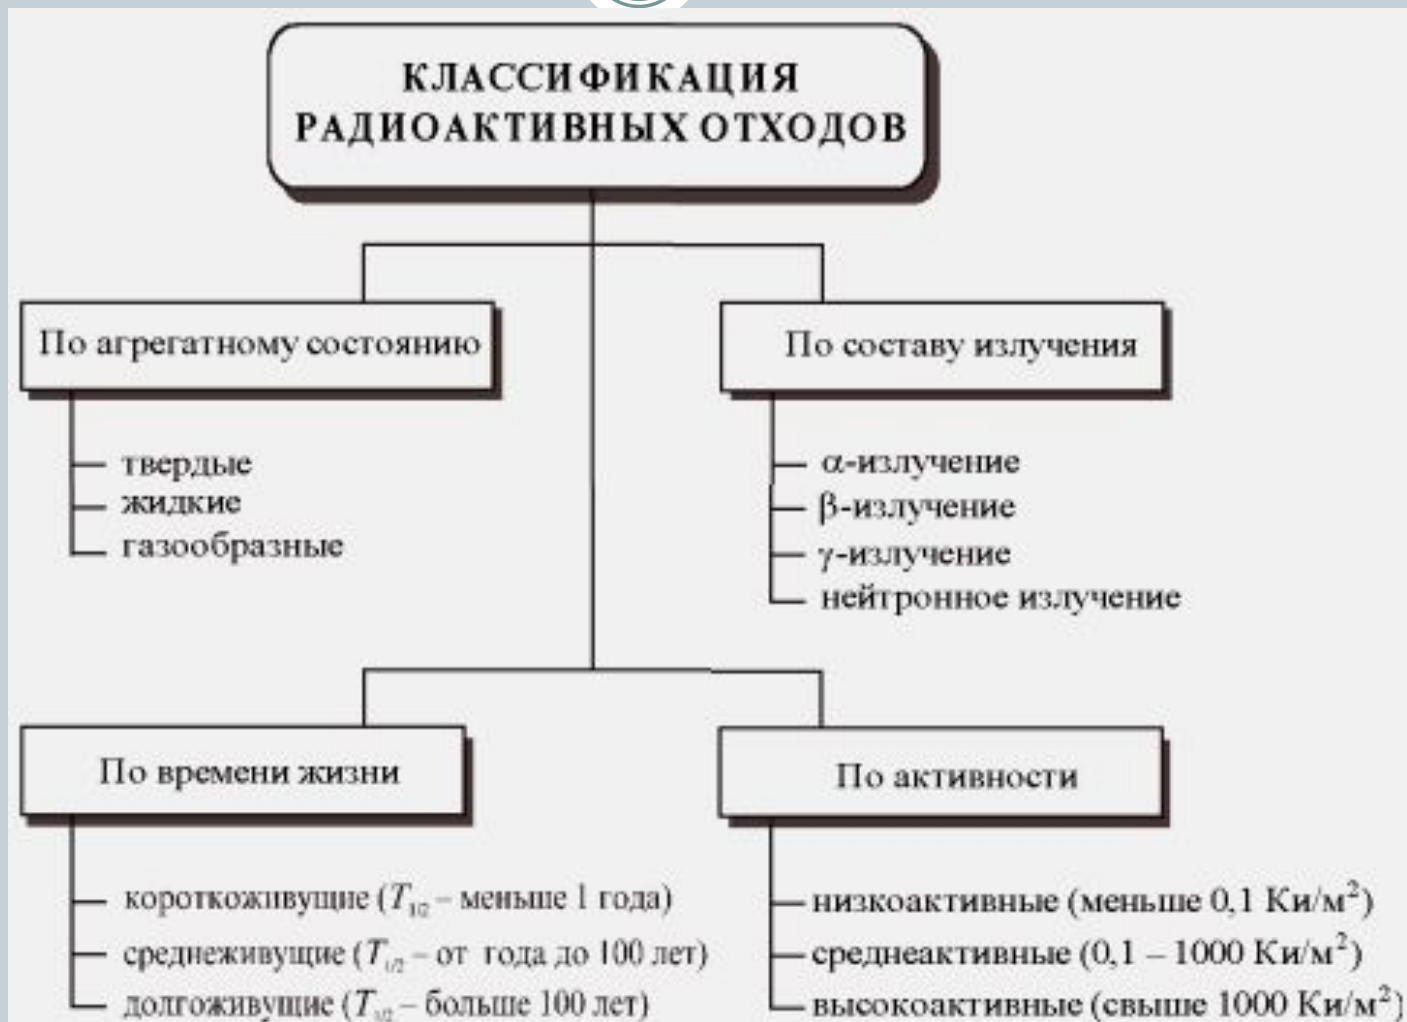 КЛАССИФИКАЦИЯ
РАДИОАКТИВНЫХ ОТХОДОВ
По агрегатному состоянию
твердые
жидкие
газообразные
По составу излучения
α-излучение
β-излучение
γ-излучение
нейтронное излучение
По времени жизни
короткоживущие (T1/2 – меньше 1 года)
среднеживущие (T1/2 – от года до 100 лет)
долгоживущие (T1/2 – больше 100 лет)
По активности
низкоактивные (меньше 0,1 Ки/м²)
среднеактивные (0,1 – 1000 Ки/м²)
высокоактивные (свыше 1000 Ки/м²)